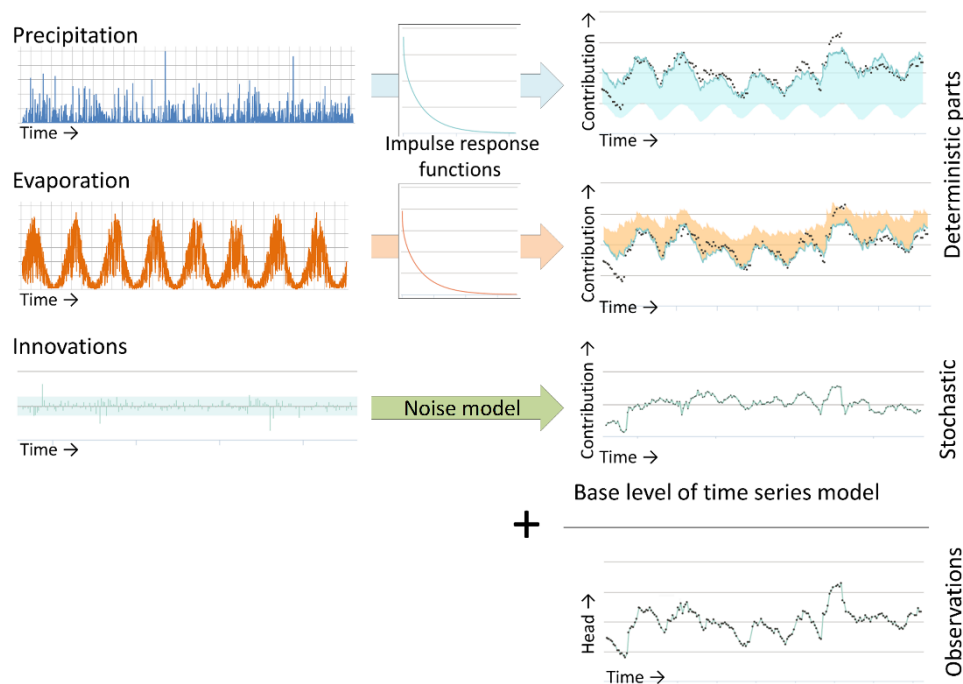 Precipitation
Time →
Impulse response
functions
Contribution →
Time →
Deterministic parts
Evaporation
Time →
Contribution →
Time →
Innovations
Time →
Noise model
Contribution →
Time →
Stochastic
Base level of time series model
+
Head →
Time →
Observations